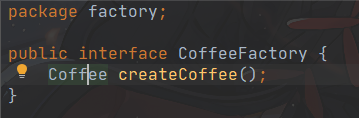 package factory;
public interface CoffeeFactory {
Coffee createCoffee();
}